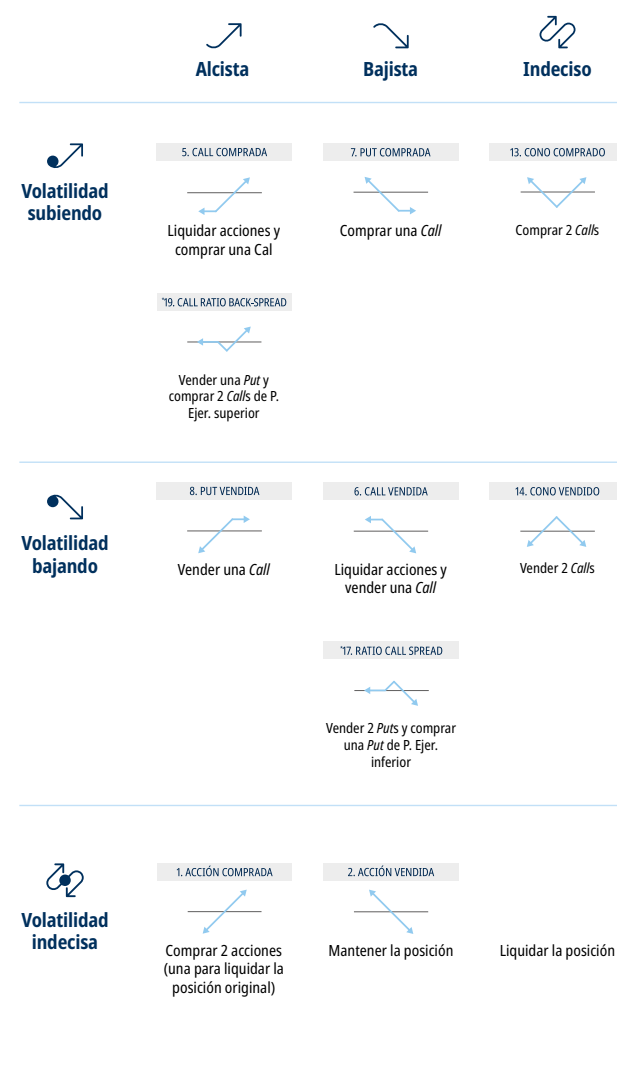 Alcista
Bajista
Indeciso
Volatilidad
subiendo
5. CALL COMPRADA
Liquidar acciones y
comprar una Cal
7. PUT COMPRADA
Comprar una Call
13. CONO COMPRADO
Comprar 2 Calls
*19. CALL RATIO BACK-SPREAD
Vender una Put y
comprar 2 Calls de P.
Ejer. superior
Volatilidad
bajando
8. PUT VENDIDA
Vender una Call
6. CALL VENDIDA
Liquidar acciones y
vender una Call
14. CONO VENDIDO
Vender 2 Calls
*17. RATIO CALL SPREAD
Vender 2 Puts y comprar
una Put de P. Ejer.
inferior
Volatilidad
indecisa
1. ACCIÓN COMPRADA
Comprar 2 acciones
(una para liquidar la
posición original)
2. ACCIÓN VENDIDA
Mantener la posición
Liquidar la posición